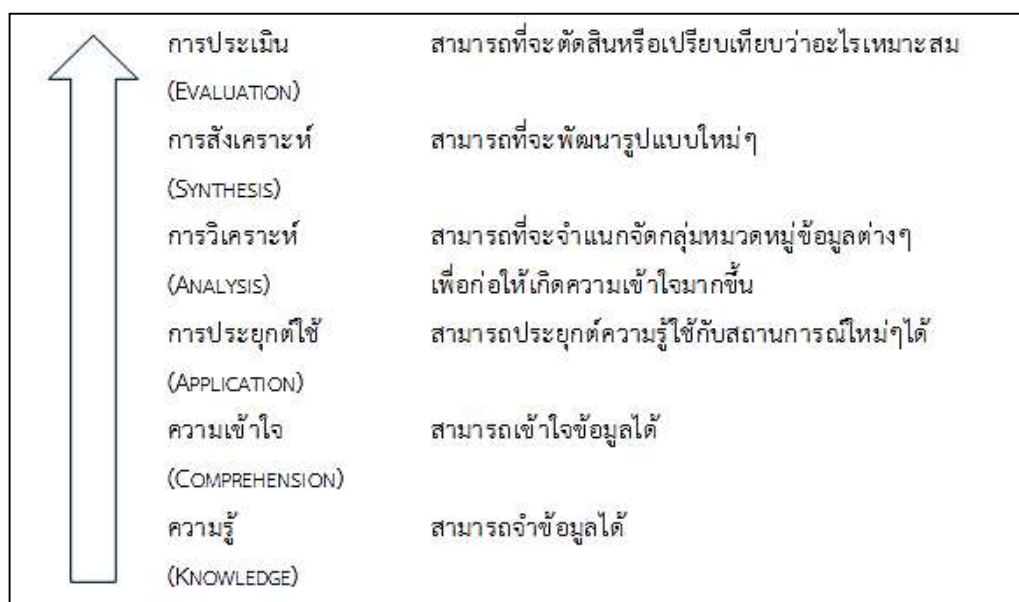 การประเมิน สามารถที่จะตัดสินหรือเปรียบเทียบว่าอะไรเหมาะสม
(EVALUATION)
การสังเคราะห์ สามารถที่จะพัฒนารูปแบบใหม่ๆ
(SYNTHESIS)
การวิเคราะห์ สามารถที่จะจำแนกจัดกลุ่มหมวดหมู่ข้อมูลต่างๆ
(ANALYSIS) เพื่อก่อให้เกิดความเข้าใจมากขึ้น
การประยุกต์ใช้ สามารถประยุกต์ความรู้ใช้กับสถานการณ์ใหม่ๆได้
(APPLICATION)
ความเข้าใจ สามารถเข้าใจข้อมูลได้
(COMPREHENSION)
ความรู้ สามารถจำข้อมูลได้
(KNOWLEDGE)